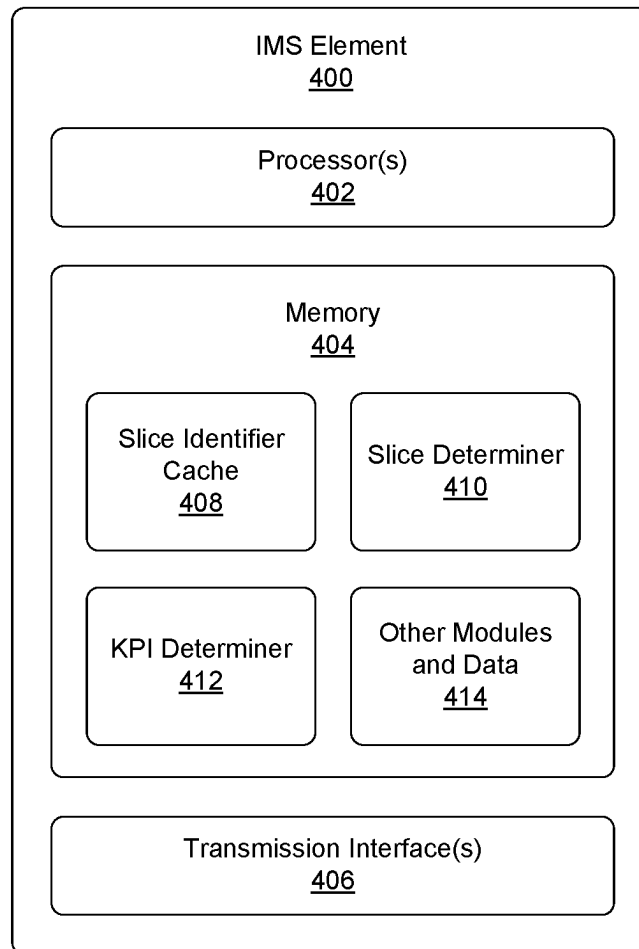 IMS Element
400
Processor(s)
402
Memory
404
Slice Identifier
Cache
408
Slice Determiner
410
KPI Determiner
412
Other Modules
and Data
414
Transmission Interface(s)
406